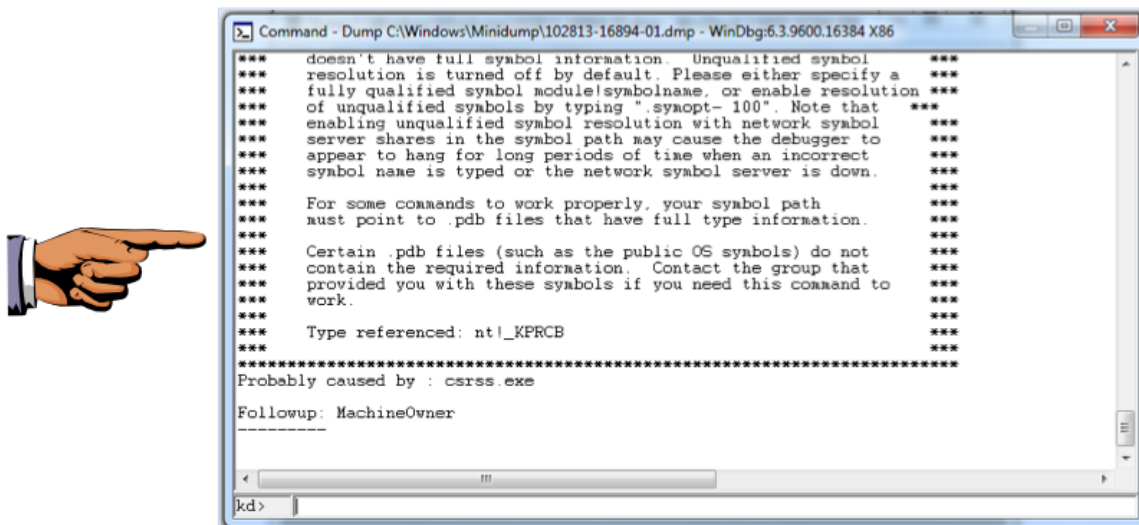 Command - Dump C:\Windows\Minidump\102813-16894-01.dmp - WinDbg:6.3.9600.16384 X86
*** doesn't have full symbol information. Unqualified symbol ***
*** resolution is turned off by default. Please either specify a ***
*** fully qualified symbol module!symbolname, or enable resolution ***
*** of unqualified symbols by typing ".symopt- 100". Note that ***
*** enabling unqualified symbol resolution with network symbol ***
*** server shares in the symbol path may cause the debugger to ***
*** appear to hang for long periods of time when an incorrect ***
*** symbol name is typed or the network symbol server is down. ***
*** ***
*** For some commands to work properly, your symbol path ***
*** must point to .pdb files that have full type information. ***
*** ***
*** Certain .pdb files (such as the public OS symbols) do not ***
*** contain the required information. Contact the group that ***
*** provided you with these symbols if you need this command to ***
*** work. ***
*** ***
*** Type referenced: nt!_KPRCB ***
*** ***
*************************************************************************
Probably caused by : csrss.exe
Followup: MachineOwner
---------
kd>